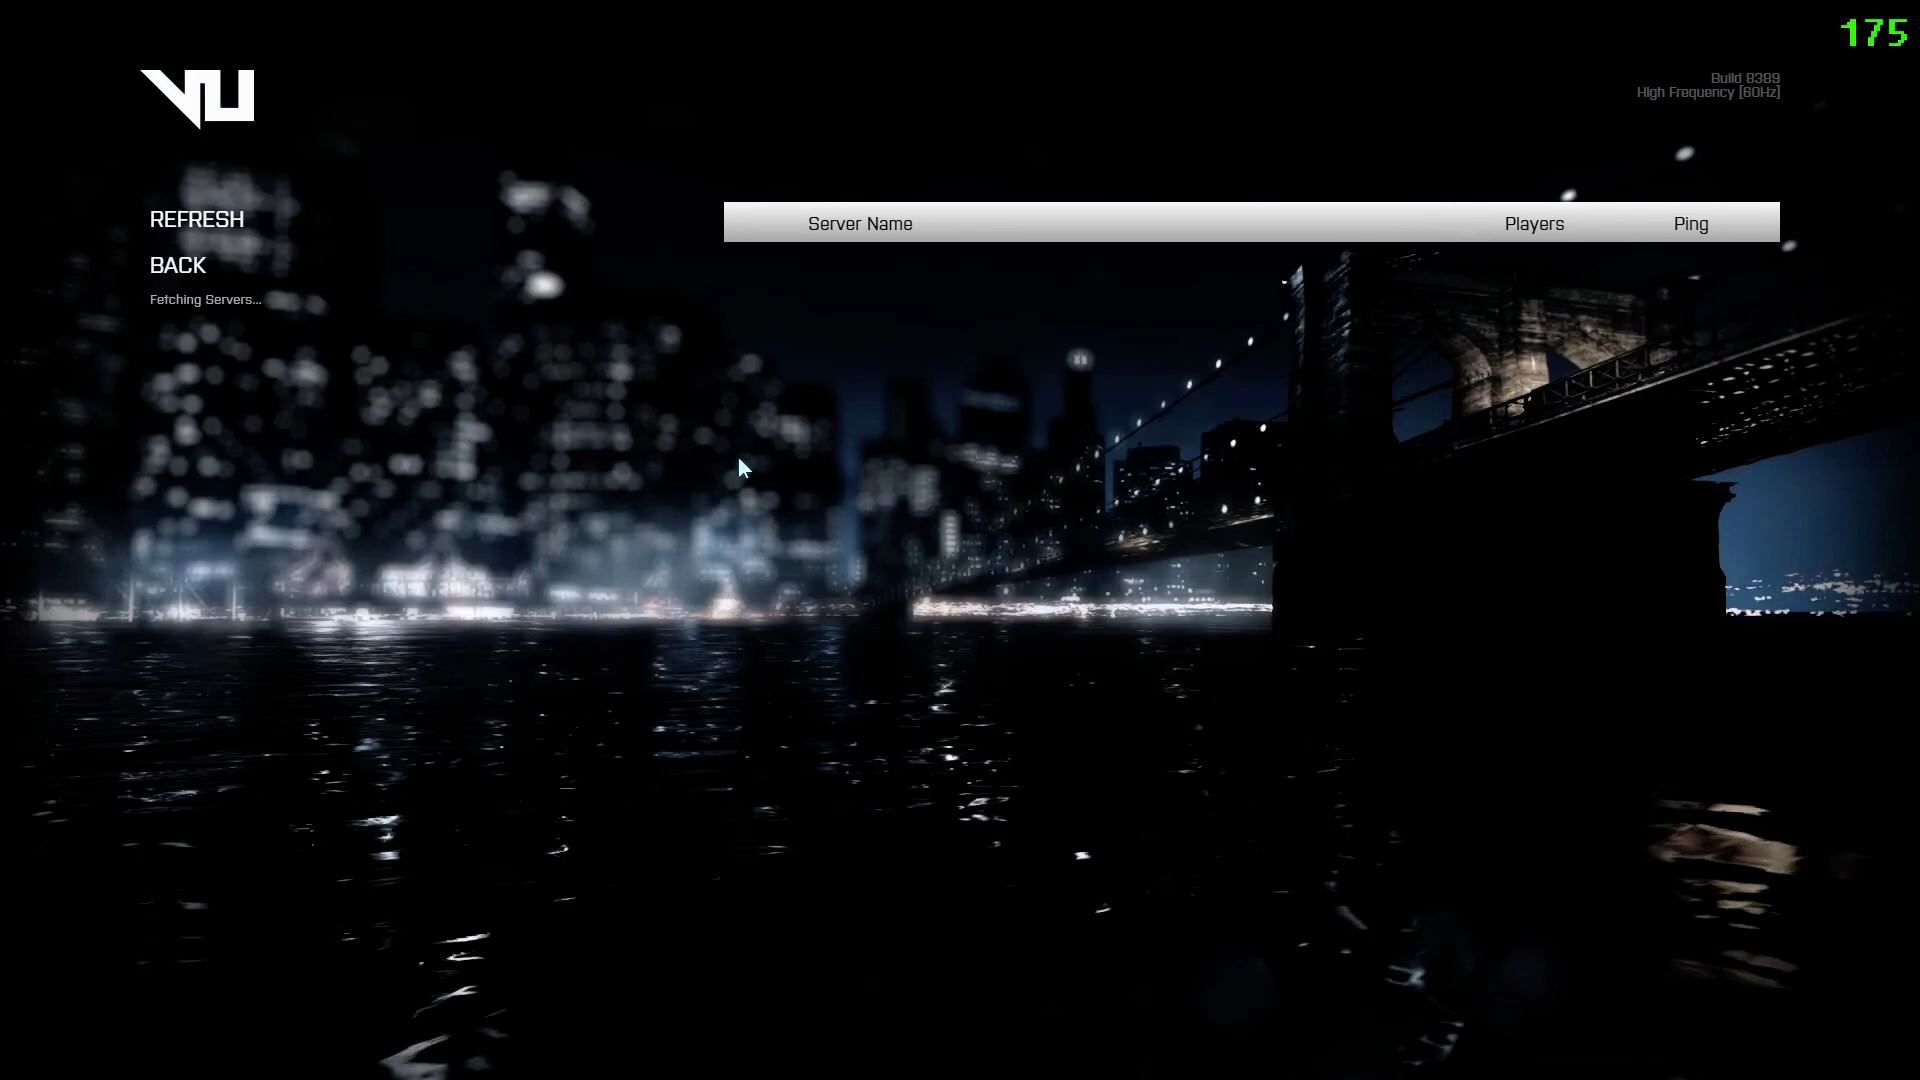 175
VU
Build 8389
High Frequency [60Hz]
REFRESH
Server Name Players Ping
BACK
Fetching Servers...